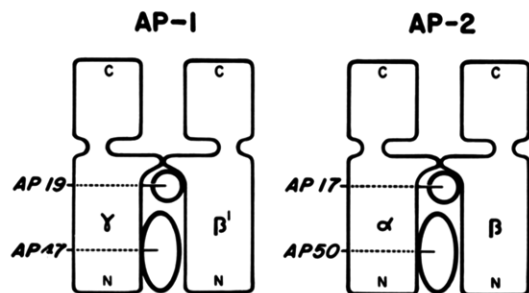 AP-1
AP-2
C C C C
AP19
AP17
γ β' α β
AP47
AP50
N N N N